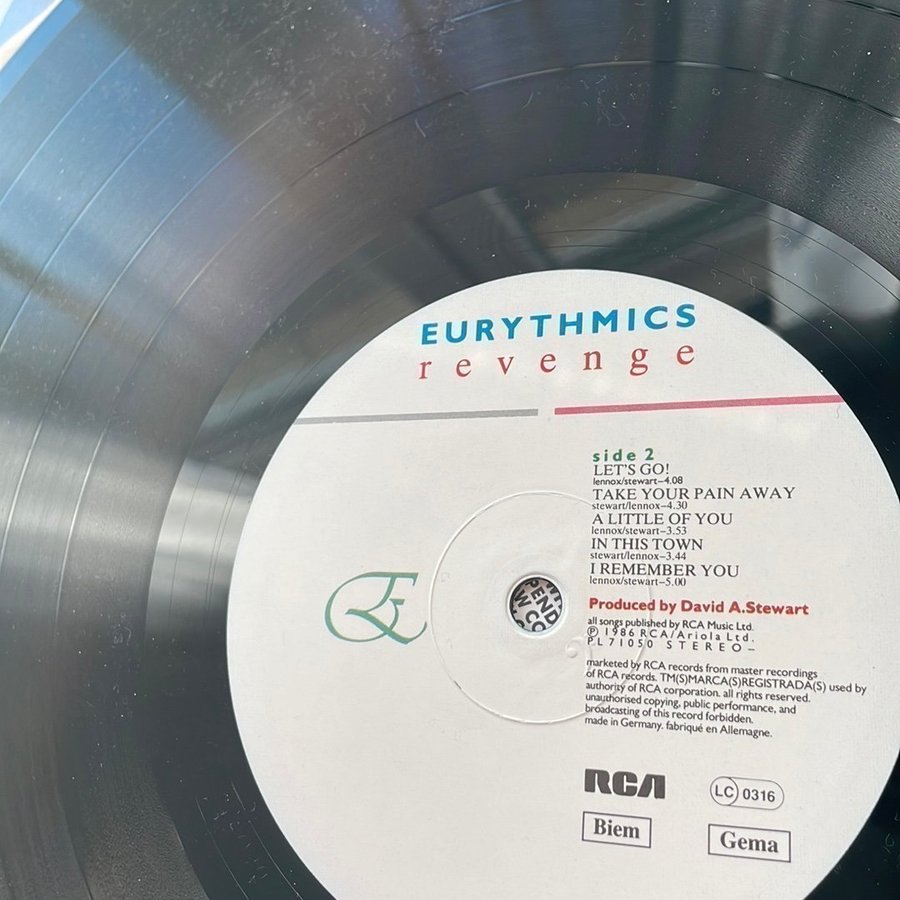 EURYTHMICS
revenge
side 2
LET'S GO!
lennox/stewart–4.08
TAKE YOUR PAIN AWAY
stewart/lennox–4.30
A LITTLE OF YOU
lennox/stewart–3.53
IN THIS TOWN
stewart/lennox–3.44
I REMEMBER YOU
lennox/stewart–5.00
Produced by David A.Stewart
all songs published by RCA Music Ltd.
Ⓟ 1986 RCA/Ariola Ltd.
PL71050 STEREO–
marketed by RCA records from master recordings
of RCA records. TM(S)MARCA(S)REGISTRADA(S) used by
authority of RCA corporation. all rights reserved.
unauthorised copying, public performance, and
broadcasting of this record forbidden.
made in Germany. fabriqué en Allemagne.
RCA
LC 0316
Biem
Gema